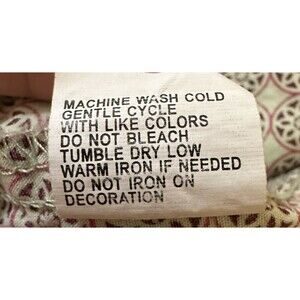 MACHINE WASH COLD
GENTLE CYCLE
WITH LIKE COLORS
DO NOT BLEACH
TUMBLE DRY LOW
WARM IRON IF NEEDED
DO NOT IRON ON
DECORATION